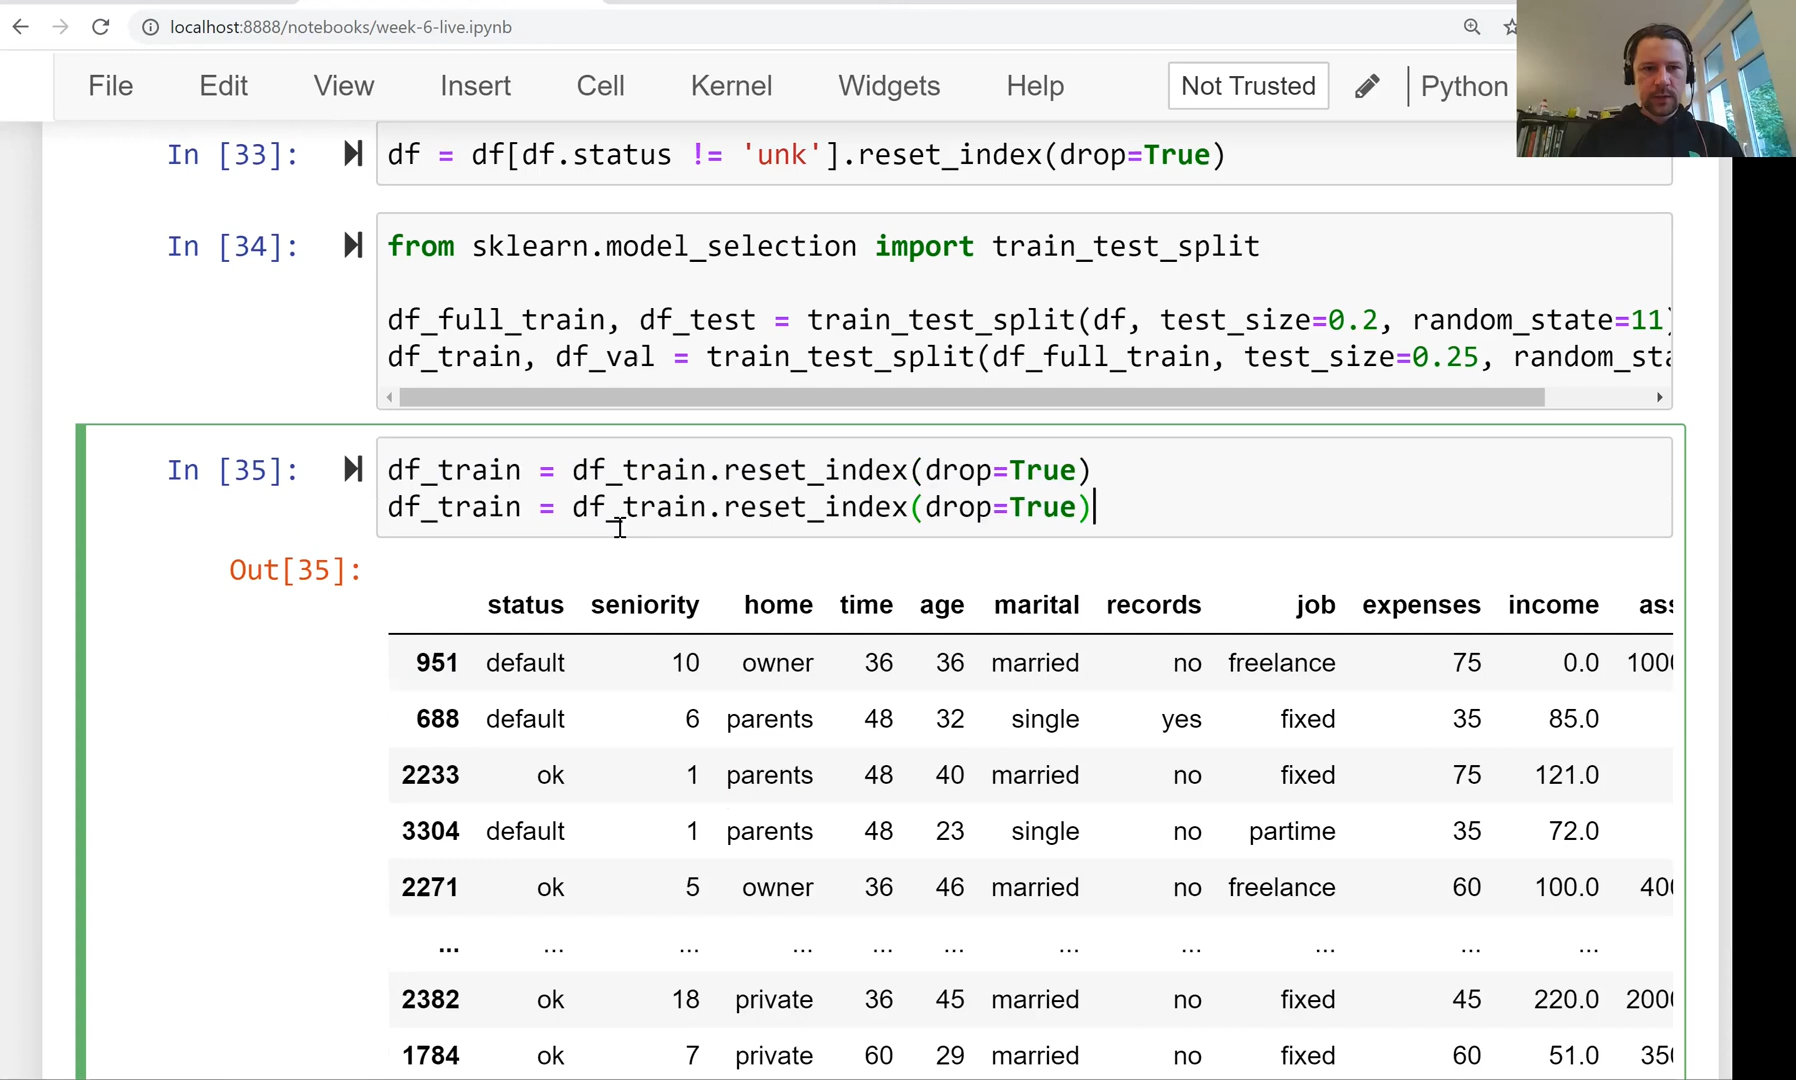 localhost:8888/notebooks/week-6-live.ipynb
File Edit View Insert Cell Kernel Widgets Help Not Trusted Python
In [33]: df = df[df.status != 'unk'].reset_index(drop=True)
In [34]: from sklearn.model_selection import train_test_split
df_full_train, df_test = train_test_split(df, test_size=0.2, random_state=11)
df_train, df_val = train_test_split(df_full_train, test_size=0.25, random_sta
In [35]: df_train = df_train.reset_index(drop=True)
df_train = df_train.reset_index(drop=True)
Out[35]:
status seniority home time age marital records job expenses income ass
951 default 10 owner 36 36 married no freelance 75 0.0 1000
688 default 6 parents 48 32 single yes fixed 35 85.0
2233 ok 1 parents 48 40 married no fixed 75 121.0
3304 default 1 parents 48 23 single no partime 35 72.0
2271 ok 5 owner 36 46 married no freelance 60 100.0 400
... ... ... ... ... ... ... ... ... ... ...
2382 ok 18 private 36 45 married no fixed 45 220.0 2000
1784 ok 7 private 60 29 married no fixed 60 51.0 350